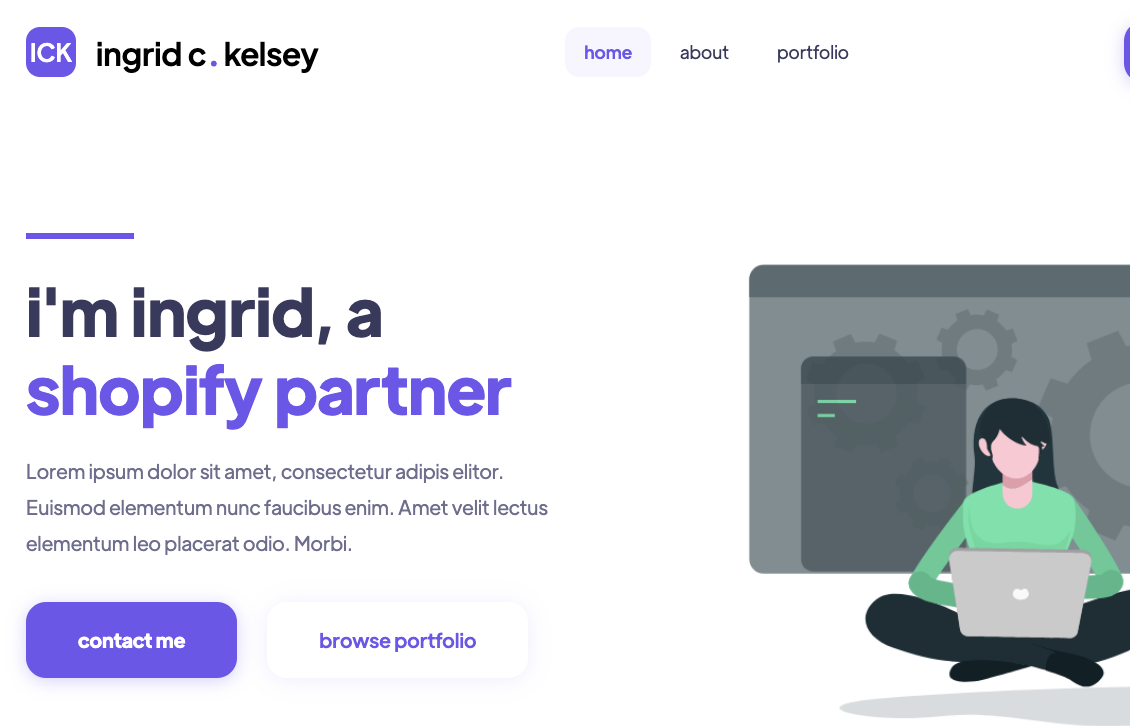 ICK
ingrid c. kelsey
home
about
portfolio
i'm ingrid, a
shopify partner
Lorem ipsum dolor sit amet, consectetur adipis elitor.
Euismod elementum nunc faucibus enim. Amet velit lectus
elementum leo placerat odio. Morbi.
contact me
browse portfolio